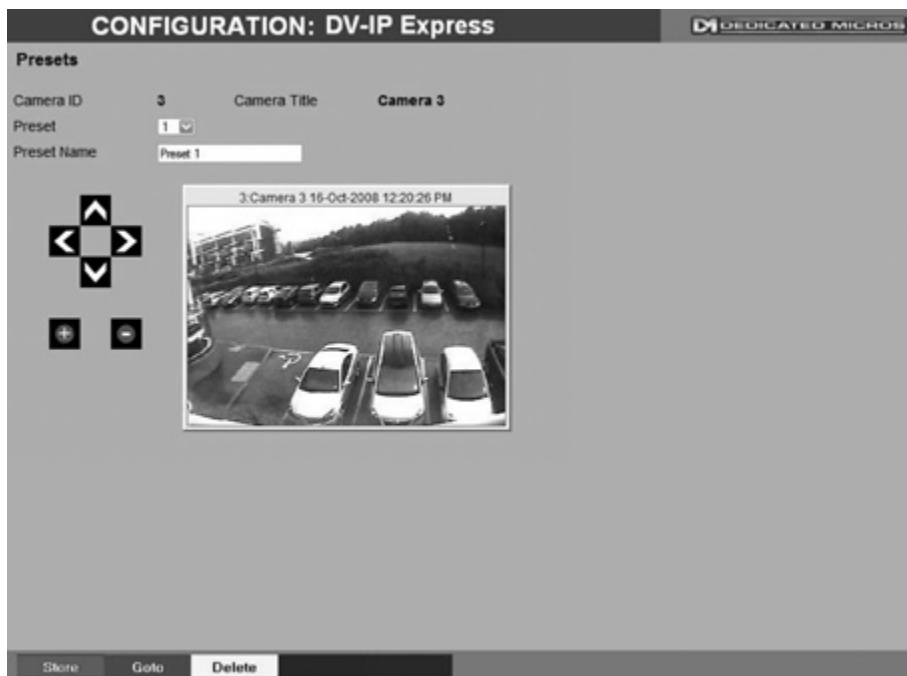 CONFIGURATION: DV-IP Express
DEDICATED MICROS
Presets
Camera ID 3 Camera Title Camera 3
Preset 1
Preset Name Preset 1
3:Camera 3 16-Oct-2008 12:20:26 PM
Store Goto Delete